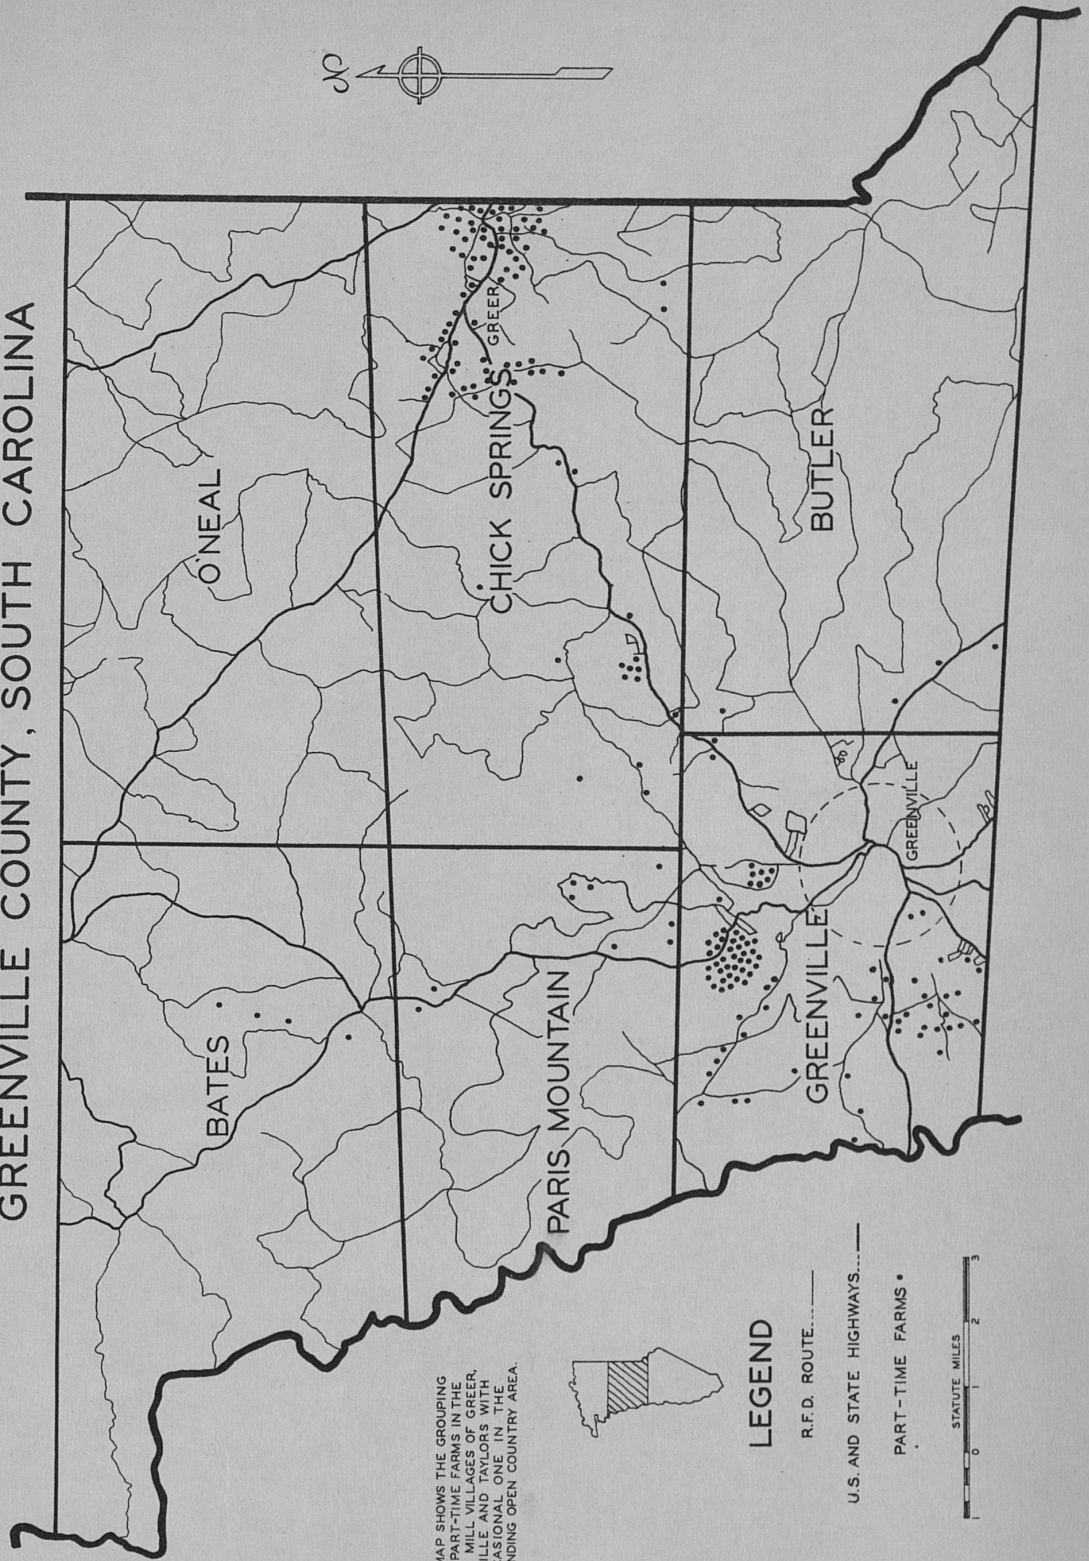 GREENVILLE COUNTY, SOUTH CAROLINA
N
O'NEAL
BATES
CHICK SPRINGS
GREER
PARIS MOUNTAIN
BUTLER
GREENVILLE
GREENVILLE
MAP SHOWS THE GROUPING
PART-TIME FARMS IN THE
MILL VILLAGES OF GREER,
ILLE AND TAYLORS WITH
ASIONAL ONE IN THE
NDING OPEN COUNTRY AREA.
LEGEND
R.F.D. ROUTE
U.S. AND STATE HIGHWAYS
PART-TIME FARMS
STATUTE MILES
1 0 1 2 3